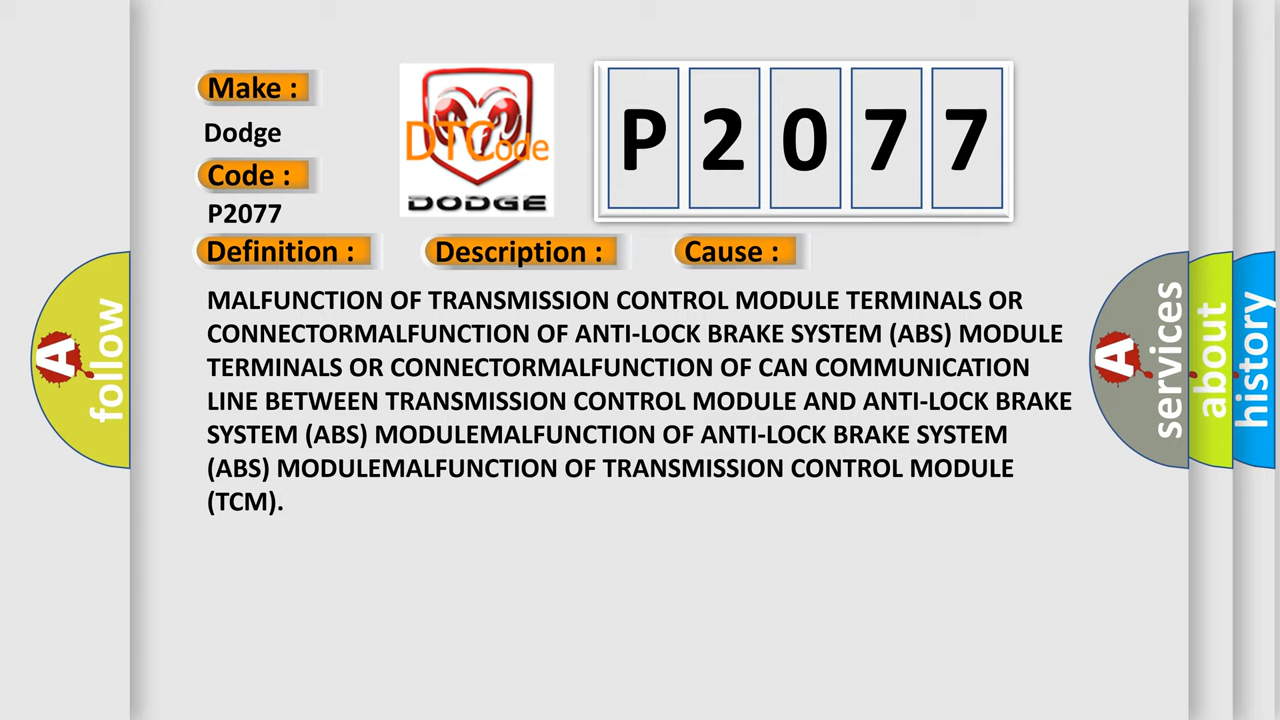 Make :
Dodge
Code :
P2077
DTCode
DODGE
P 2 0 7 7
Definition :
Description :
Cause :
MALFUNCTION OF TRANSMISSION CONTROL MODULE TERMINALS OR
CONNECTORMALFUNCTION OF ANTI-LOCK BRAKE SYSTEM (ABS) MODULE
TERMINALS OR CONNECTORMALFUNCTION OF CAN COMMUNICATION
LINE BETWEEN TRANSMISSION CONTROL MODULE AND ANTI-LOCK BRAKE
SYSTEM (ABS) MODULEMALFUNCTION OF ANTI-LOCK BRAKE SYSTEM
(ABS) MODULEMALFUNCTION OF TRANSMISSION CONTROL MODULE
(TCM).
A
follow
A
services
about
history